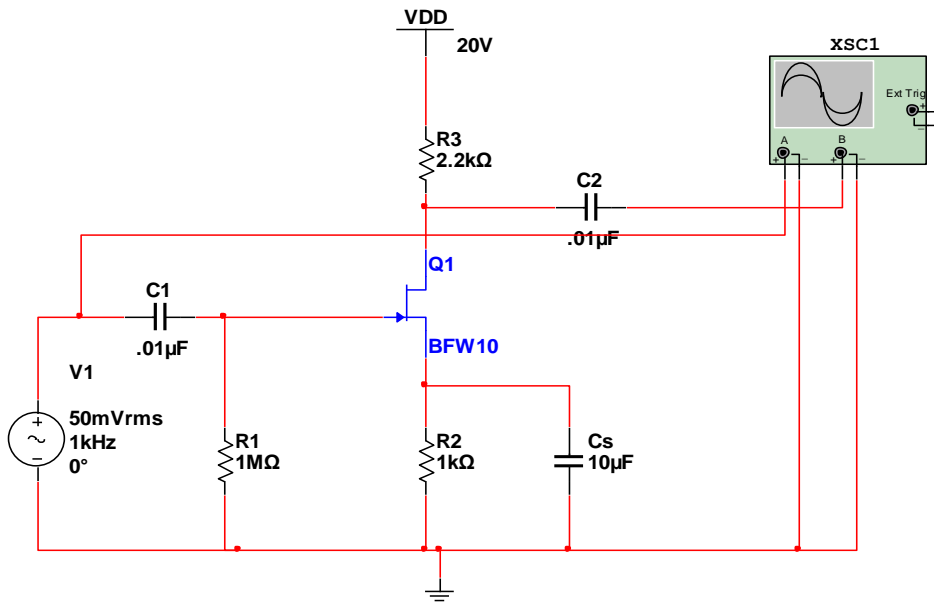 VDD
20V
XSC1
Ext Trig
+
−
A
B
+
−
+
−
R3
2.2kΩ
C2
.01µF
Q1
BFW10
C1
.01µF
V1
50mVrms
1kHz
0°
R1
1MΩ
R2
1kΩ
Cs
10µF